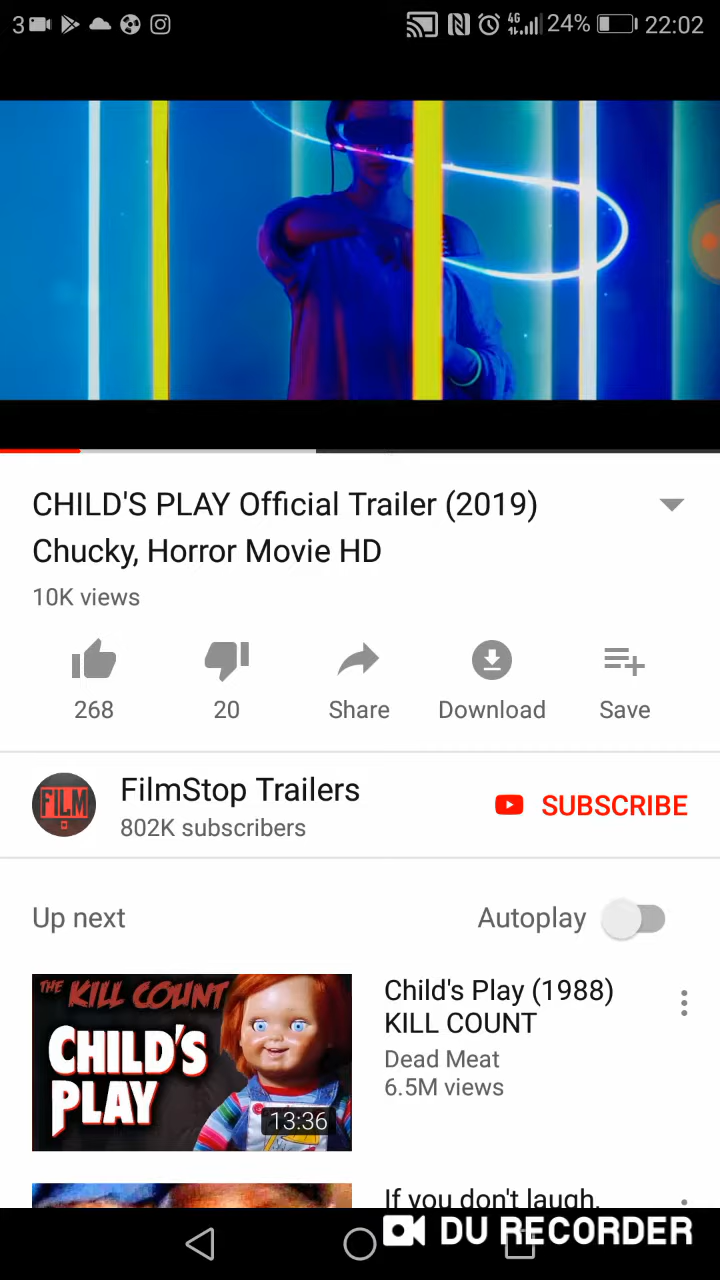 3 4G 24% 22:02
CHILD'S PLAY Official Trailer (2019)
Chucky, Horror Movie HD
10K views
268 20 Share Download Save
FILM
FilmStop Trailers
802K subscribers
SUBSCRIBE
Up next Autoplay
THE KILL COUNT
CHILD'S
PLAY
13:36
Child's Play (1988)
KILL COUNT
Dead Meat
6.5M views
If you don't laugh,
DU RECORDER